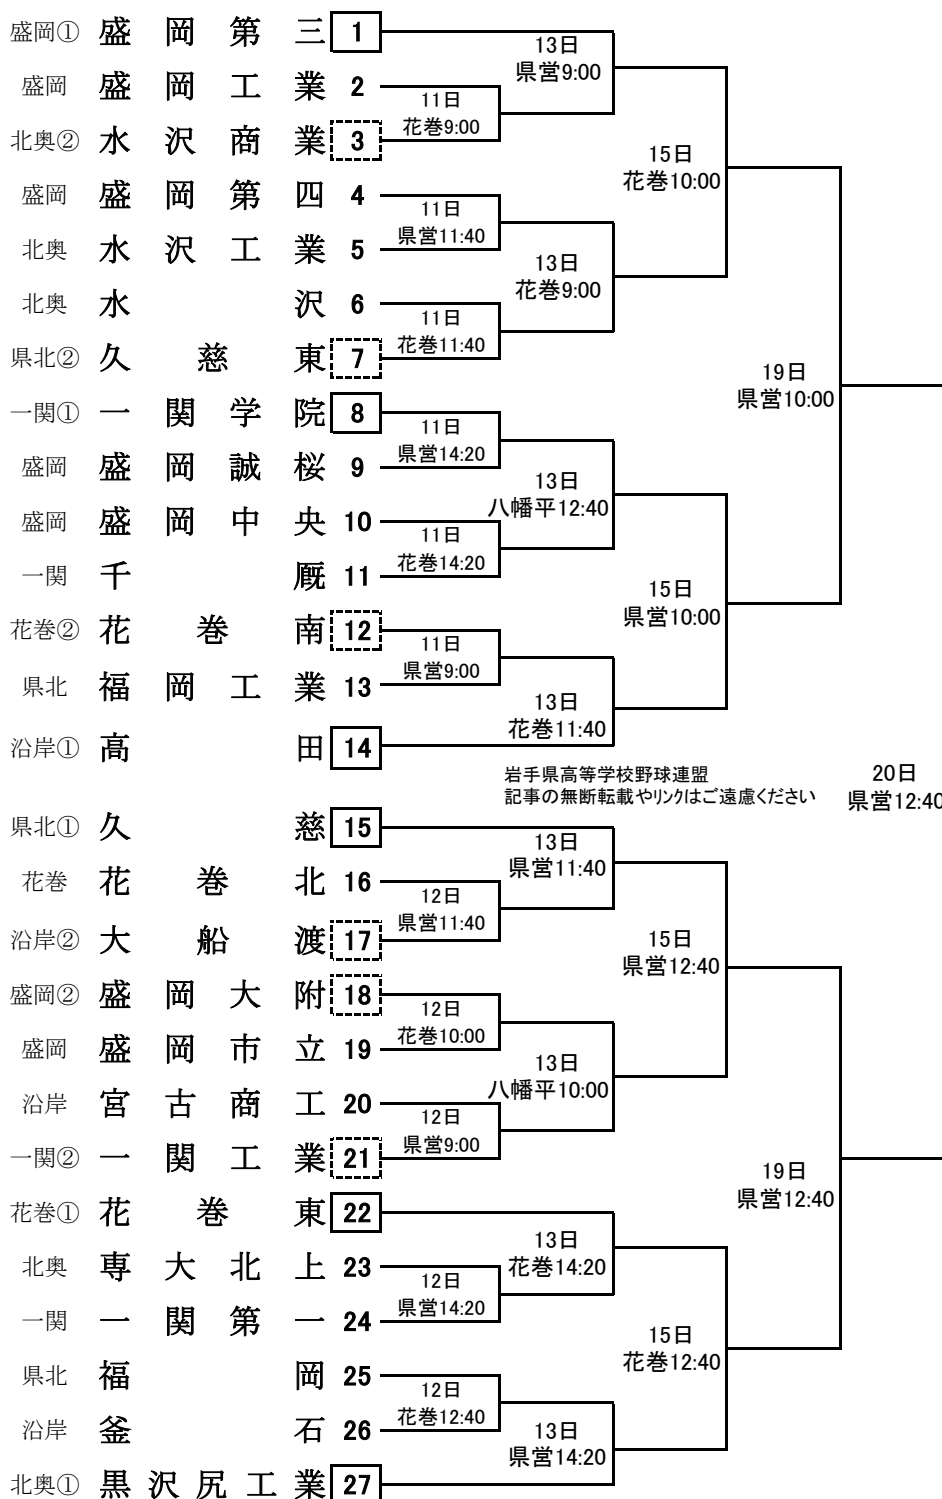 盛岡① 盛岡第三 1
13日
県営9:00
盛岡 盛岡工業 2
11日
花巻9:00
北奥② 水沢商業 3
15日
花巻10:00
盛岡 盛岡第四 4
11日
県営11:40
北奥 水沢工業 5
13日
花巻9:00
北奥 水沢 6
11日
花巻11:40
県北② 久慈東 7
19日
県営10:00
一関① 一関学院 8
11日
県営14:20
盛岡 盛岡誠桜 9
13日
八幡平12:40
盛岡 盛岡中央 10
11日
花巻14:20
一関 千厩 11
15日
県営10:00
花巻② 花巻南 12
11日
県営9:00
県北 福岡工業 13
13日
花巻11:40
沿岸① 高田 14
岩手県高等学校野球連盟
記事の無断転載やリンクはご遠慮ください
20日
県営12:40
県北① 久慈 15
13日
県営11:40
花巻 花巻北 16
12日
県営11:40
沿岸② 大船渡 17
15日
県営12:40
盛岡② 盛岡大附 18
12日
花巻10:00
盛岡 盛岡市立 19
13日
八幡平10:00
沿岸 宮古商工 20
12日
県営9:00
一関② 一関工業 21
19日
県営12:40
花巻① 花巻東 22
13日
花巻14:20
北奥 専大北上 23
12日
県営14:20
一関 一関第一 24
15日
花巻12:40
県北 福岡 25
12日
花巻12:40
沿岸 釜石 26
13日
県営14:20
北奥① 黒沢尻工業 27